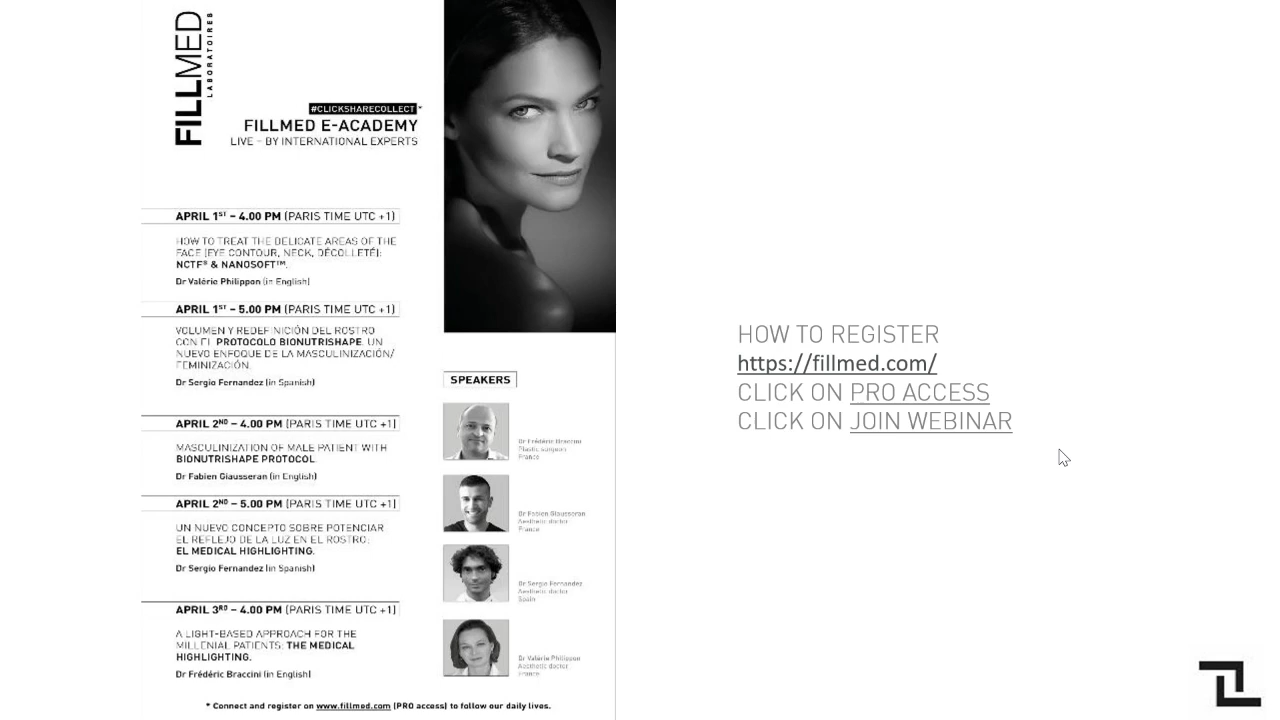 FILLMED
LABORATOIRES
#CLICKSHARECOLLECT *
FILLMED E-ACADEMY
LIVE – BY INTERNATIONAL EXPERTS
APRIL 1ST – 4.00 PM (PARIS TIME UTC +1)
HOW TO TREAT THE DELICATE AREAS OF THE
FACE (EYE CONTOUR, NECK, DÉCOLLETÉ):
NCTF® & NANOSOFT™.
Dr Valérie Philippon (in English)
APRIL 1ST – 5.00 PM (PARIS TIME UTC +1)
VOLUMEN Y REDEFINICIÓN DEL ROSTRO
CON EL PROTOCOLO BIONUTRISHAPE. UN
NUEVO ENFOQUE DE LA MASCULINIZACIÓN/
FEMINIZACIÓN.
Dr Sergio Fernandez (in Spanish)
APRIL 2ND – 4.00 PM (PARIS TIME UTC +1)
MASCULINIZATION OF MALE PATIENT WITH
BIONUTRISHAPE PROTOCOL.
Dr Fabien Giausseran (in English)
APRIL 2ND – 5.00 PM (PARIS TIME UTC +1)
UN NUEVO CONCEPTO SOBRE POTENCIAR
EL REFLEJO DE LA LUZ EN EL ROSTRO:
EL MEDICAL HIGHLIGHTING.
Dr Sergio Fernandez (in Spanish)
APRIL 3RD – 4.00 PM (PARIS TIME UTC +1)
A LIGHT-BASED APPROACH FOR THE
MILLENIAL PATIENTS: THE MEDICAL
HIGHLIGHTING.
Dr Frédéric Braccini (in English)
SPEAKERS
Dr Frédéric Braccini
Plastic surgeon
France
Dr Fabien Giausseran
Aesthetic doctor
France
Dr Sergio Fernandez
Aesthetic doctor
Spain
Dr Valérie Philippon
Aesthetic doctor
France
* Connect and register on www.fillmed.com (PRO access) to follow our daily lives.
HOW TO REGISTER
https://fillmed.com/
CLICK ON PRO ACCESS
CLICK ON JOIN WEBINAR